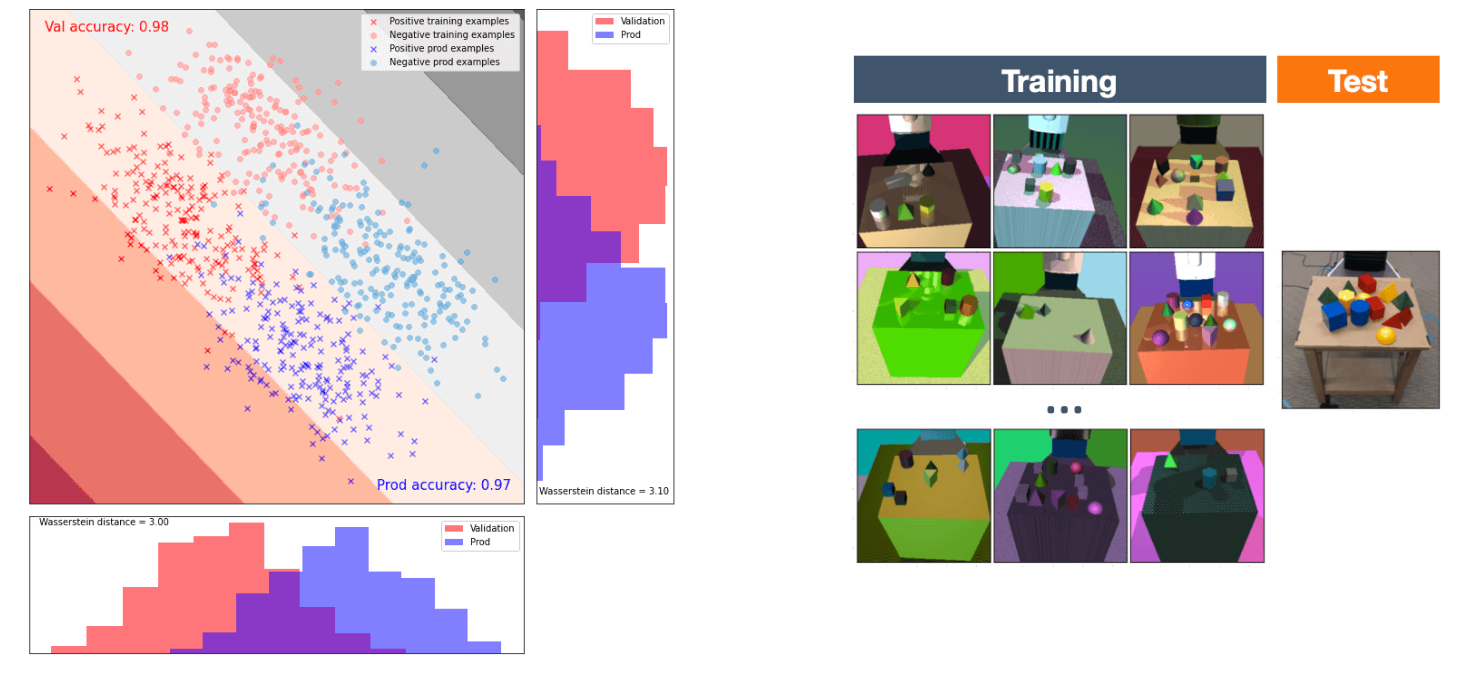 Val accuracy: 0.98
Positive training examples
Negative training examples
Positive prod examples
Negative prod examples
Prod accuracy: 0.97
Validation
Prod
Wasserstein distance = 3.10
Wasserstein distance = 3.00
Validation
Prod
Training
Test
...